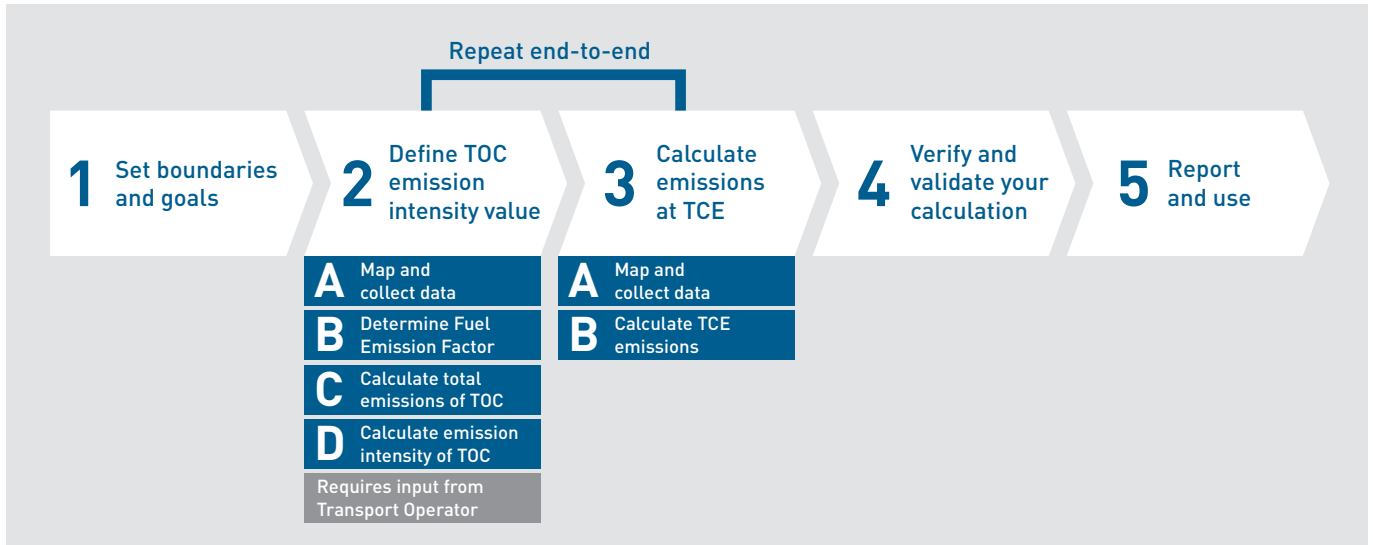 Repeat end-to-end
1
Set boundaries
and goals
2
Define TOC
emission
intensity value
3
Calculate
emissions
at TCE
4
Verify and
validate your
calculation
5
Report
and use
A
Map and
collect data
B
Determine Fuel
Emission Factor
C
Calculate total
emissions of TOC
D
Calculate emission
intensity of TOC
Requires input from
Transport Operator
A
Map and
collect data
B
Calculate TCE
emissions